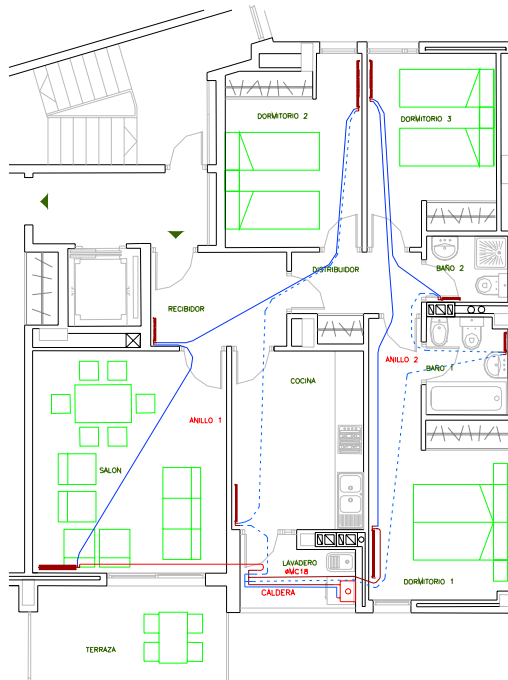 DORMITORIO 2
DORMITORIO 3
DISTRIBUIDOR
BAÑO 2
RECIBIDOR
ANILLO 2
BAÑO 1
COCINA
ANILLO 1
SALON
LAVADERO
øMC18
DORMITORIO 1
CALDERA
TERRAZA